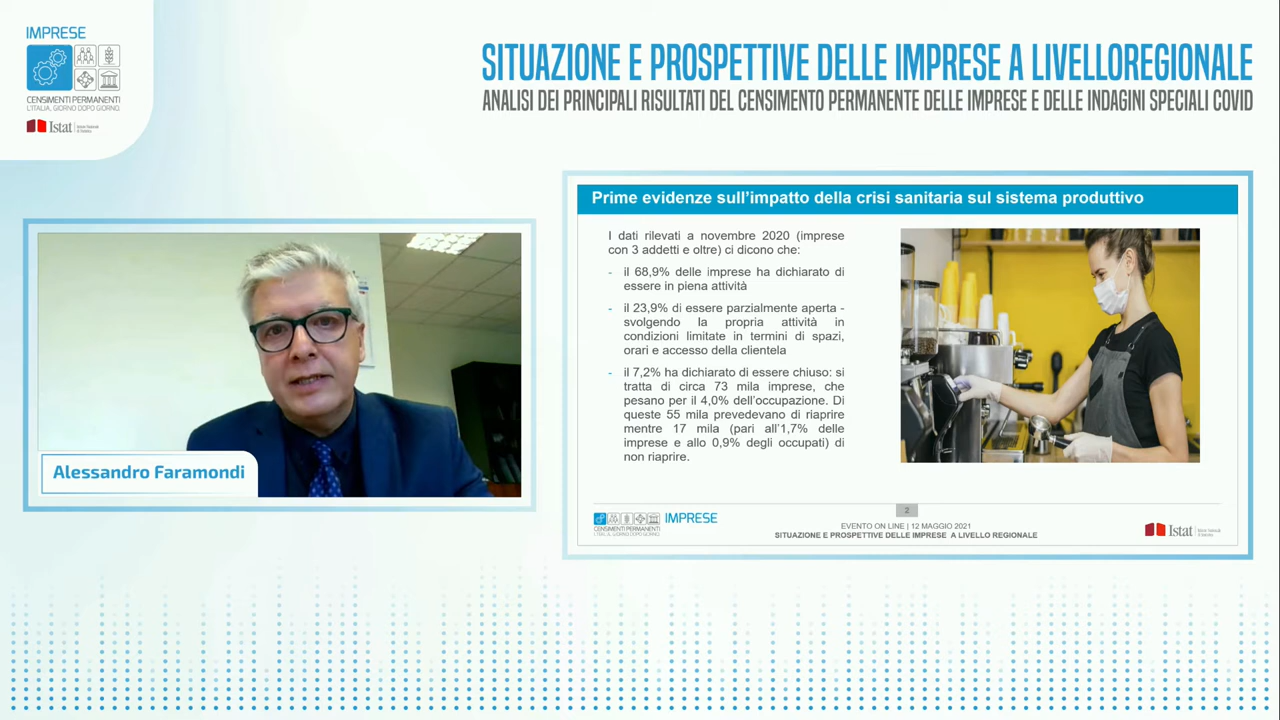 IMPRESE
CENSIMENTI PERMANENTI
L'ITALIA, GIORNO DOPO GIORNO.
Istat
SITUAZIONE E PROSPETTIVE DELLE IMPRESE A LIVELLOREGIONALE
ANALISI DEI PRINCIPALI RISULTATI DEL CENSIMENTO PERMANENTE DELLE IMPRESE E DELLE INDAGINI SPECIALI COVID
Alessandro Faramondi
Prime evidenze sull'impatto della crisi sanitaria sul sistema produttivo
I dati rilevati a novembre 2020 (imprese
con 3 addetti e oltre) ci dicono che:
- il 68,9% delle imprese ha dichiarato di
essere in piena attività
- il 23,9% di essere parzialmente aperta -
svolgendo la propria attività in
condizioni limitate in termini di spazi,
orari e accesso della clientela
- il 7,2% ha dichiarato di essere chiuso: si
tratta di circa 73 mila imprese, che
pesano per il 4,0% dell'occupazione. Di
queste 55 mila prevedevano di riaprire
mentre 17 mila (pari all'1,7% delle
imprese e allo 0,9% degli occupati) di
non riaprire.
2
IMPRESE
CENSIMENTI PERMANENTI
L'ITALIA, GIORNO DOPO GIORNO.
EVENTO ON LINE | 12 MAGGIO 2021
SITUAZIONE E PROSPETTIVE DELLE IMPRESE A LIVELLO REGIONALE
Istat